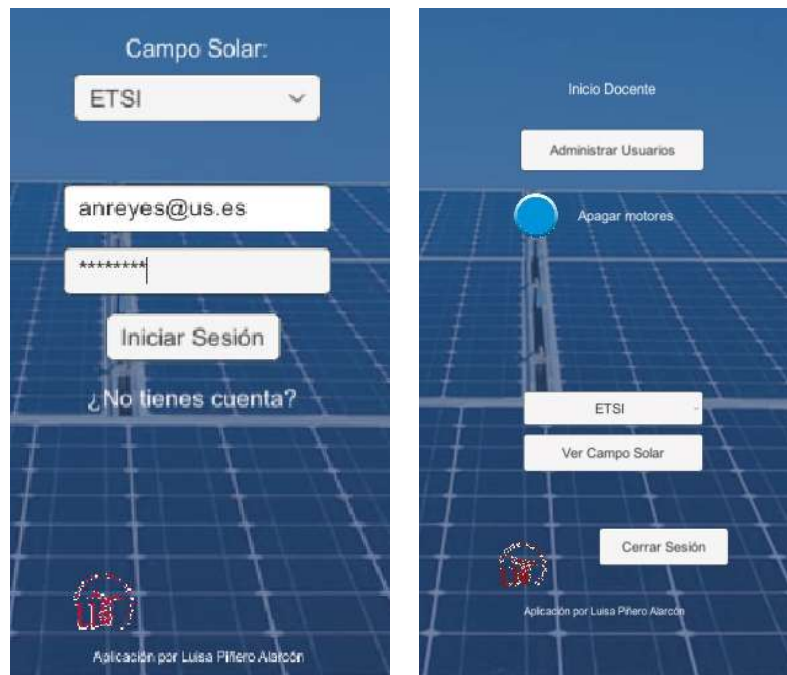 Campo Solar:
ETSI
anreyes@us.es
********
Iniciar Sesión
¿No tienes cuenta?
Aplicación por Luisa Piñero Alarcón
Inicio Docente
Administrar Usuarios
Apagar motores
ETSI
Ver Campo Solar
Cerrar Sesión
Aplicación por Luisa Piñero Alarcón